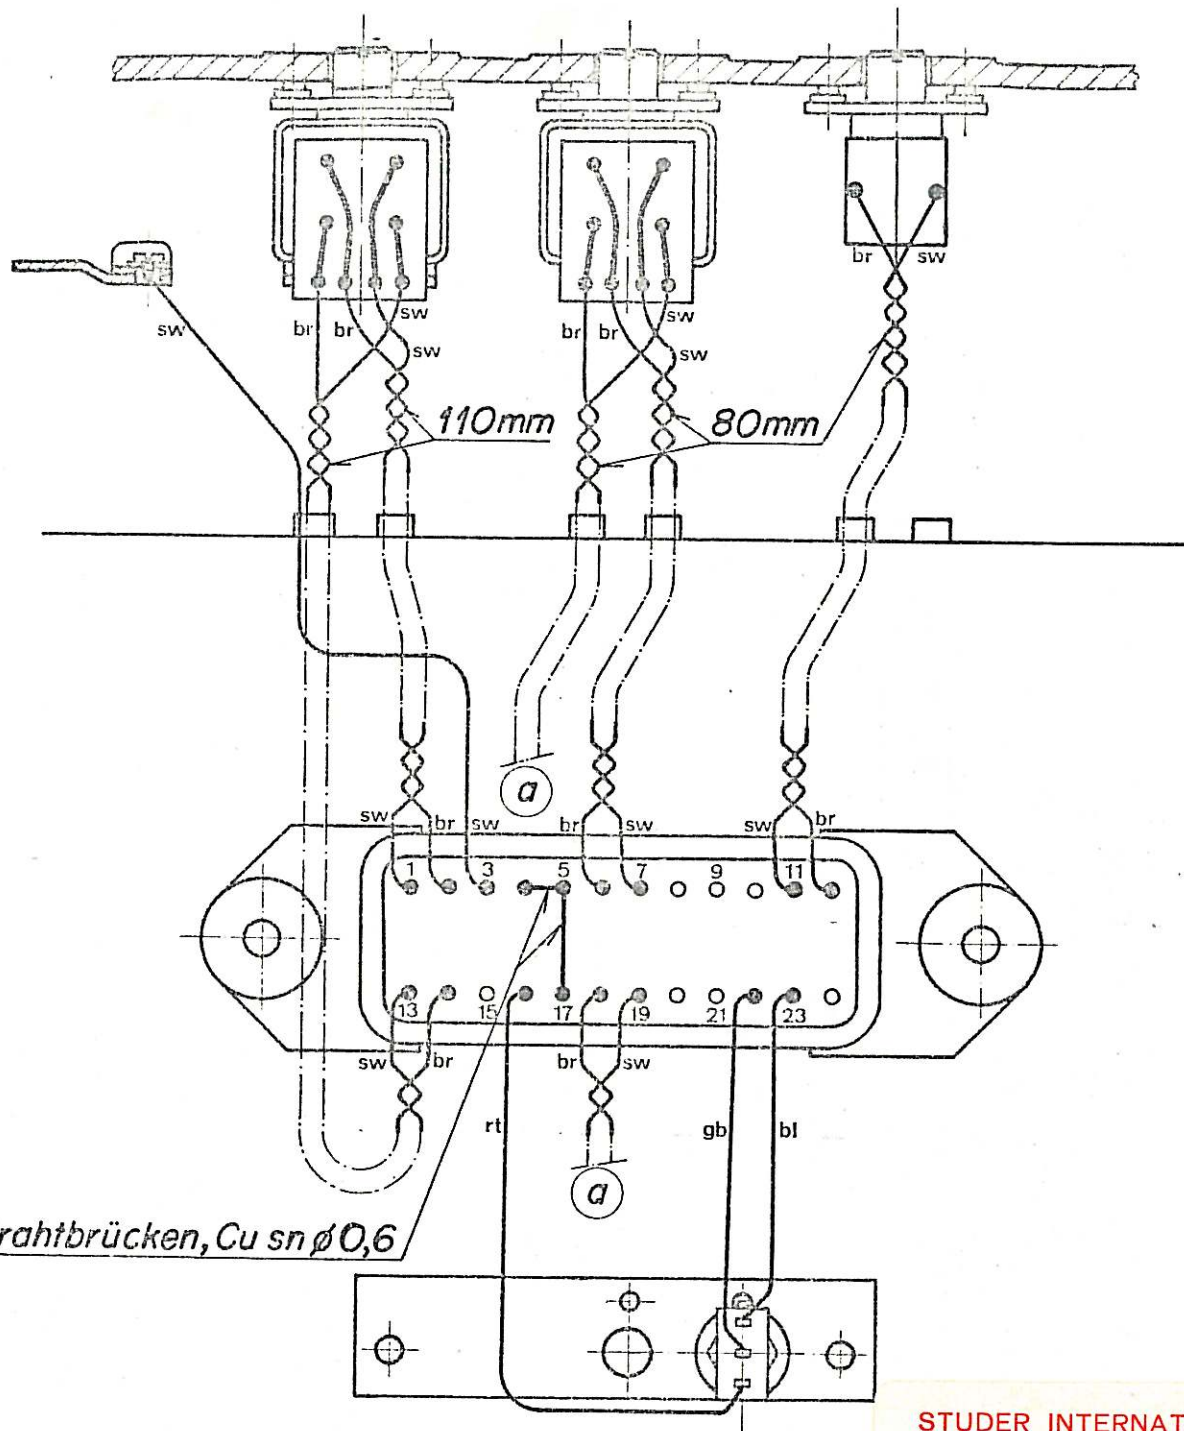 br sw
sw
br br sw
br br sw
sw sw
110mm
80mm
a
sw br sw br sw sw br
1 3 5 7 9 11
13 15 17 19 21 23
sw br br sw
rt gb bl
a
rahtbrücken, Cu sn ø 0,6
STUDER INTERNAT